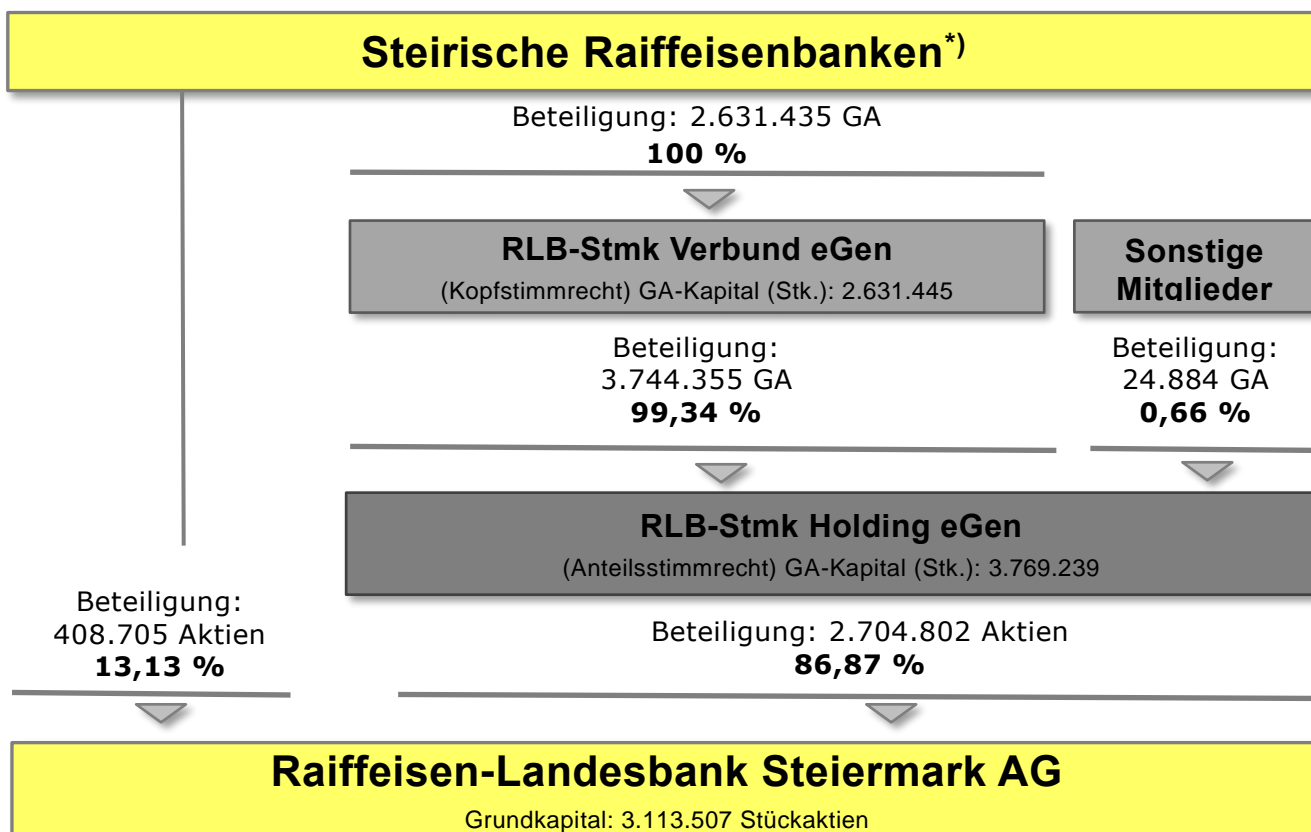 Steirische Raiffeisenbanken*)
Beteiligung: 2.631.435 GA
100 %
RLB-Stmk Verbund eGen
(Kopfstimmrecht) GA-Kapital (Stk.): 2.631.445
Sonstige
Mitglieder
Beteiligung:
3.744.355 GA
99,34 %
Beteiligung:
24.884 GA
0,66 %
RLB-Stmk Holding eGen
(Anteilsstimmrecht) GA-Kapital (Stk.): 3.769.239
Beteiligung:
408.705 Aktien
13,13 %
Beteiligung: 2.704.802 Aktien
86,87 %
Raiffeisen-Landesbank Steiermark AG
Grundkapital: 3.113.507 Stückaktien